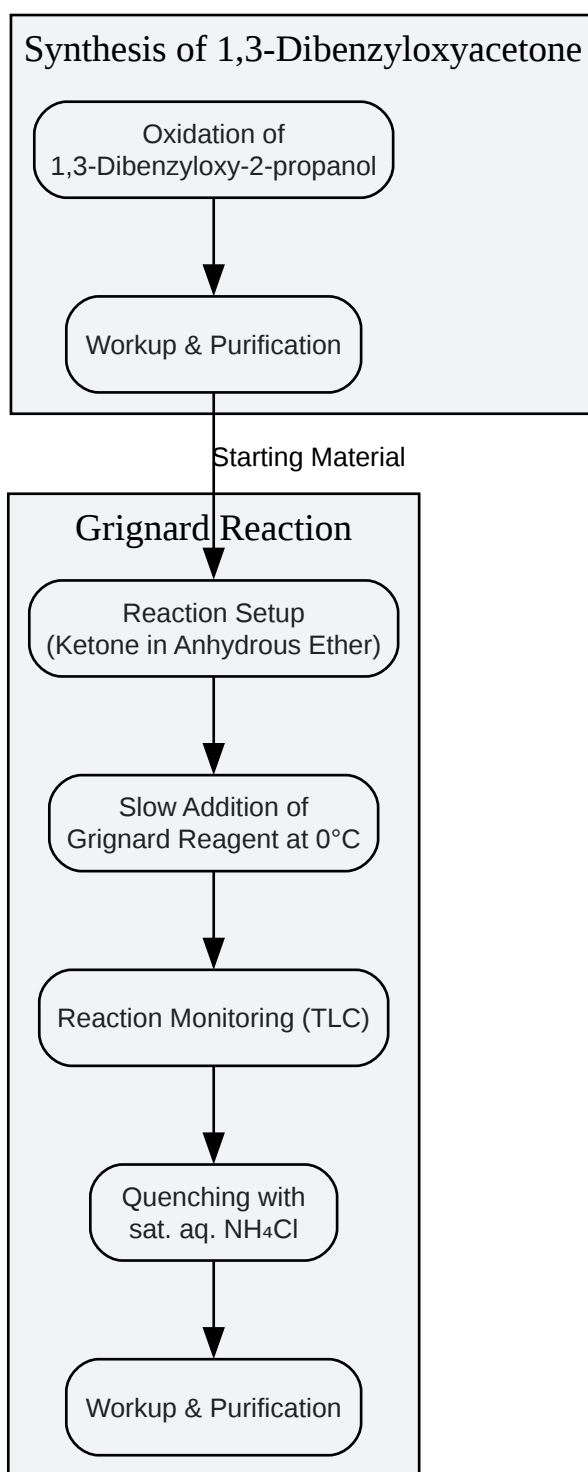 Synthesis of 1,3-Dibenzyloxyacetone
Oxidation of
1,3-Dibenzyloxy-2-propanol
Workup & Purification
Starting Material
Grignard Reaction
Reaction Setup
(Ketone in Anhydrous Ether)
Slow Addition of
Grignard Reagent at 0°C
Reaction Monitoring (TLC)
Quenching with
sat. aq. NH₄Cl
Workup & Purification